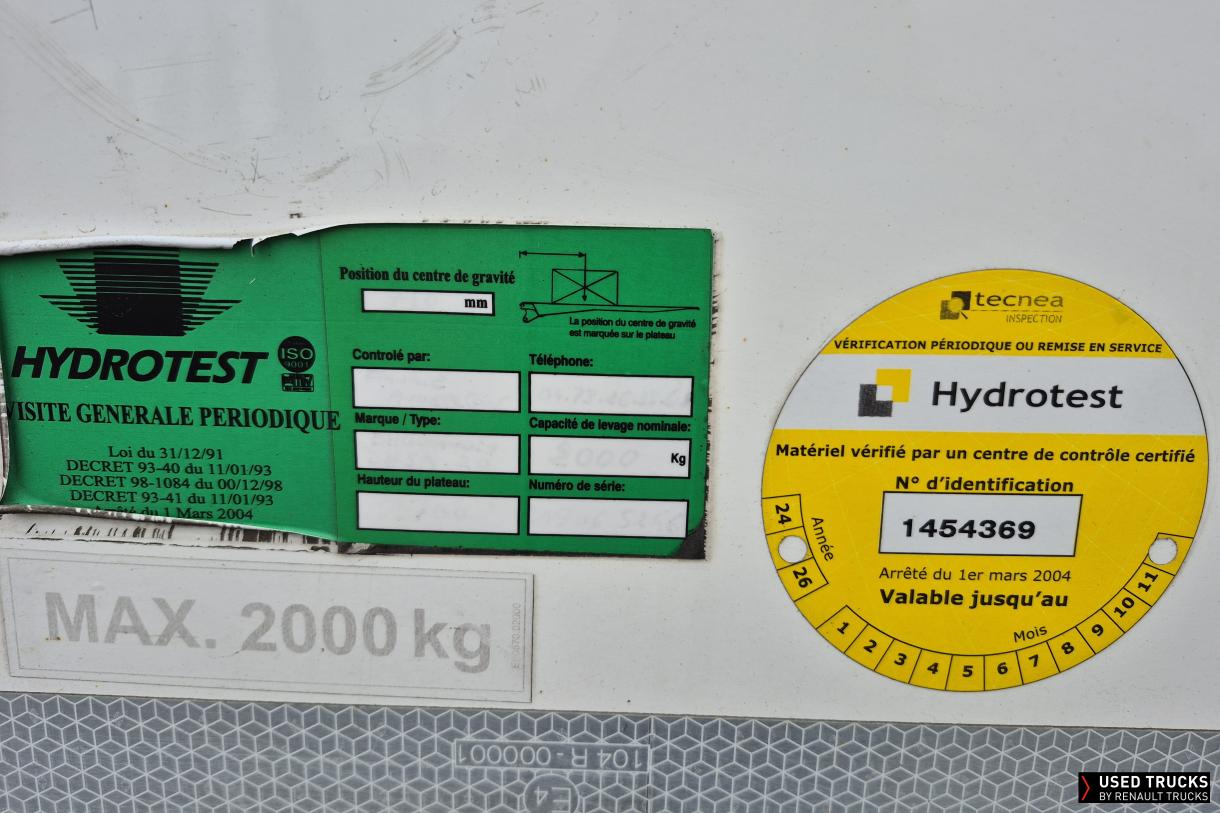 Position du centre de gravité
mm
La position du centre de gravité
est marquée sur le plateau
HYDROTEST
ISO
9001
VISITE GENERALE PERIODIQUE
Loi du 31/12/91
DECRET 93-40 du 11/01/93
DECRET 98-1084 du 00/12/98
DECRET 93-41 du 11/01/93
du 1 Mars 2004
Contrôlé par:
Téléphone:
Marque / Type:
Capacité de levage nominale:
2000 Kg
Hauteur du plateau:
Numéro de série:
MAX. 2000 kg
104 R - 00000
E4
tecnea
INSPECTION
VÉRIFICATION PÉRIODIQUE OU REMISE EN SERVICE
Hydrotest
Matériel vérifié par un centre de contrôle certifié
N° d'identification
1454369
Arrêté du 1er mars 2004
Valable jusqu'au
Année
24
26
Mois
1 2 3 4 5 6 7 8 9 10 11
USED TRUCKS
BY RENAULT TRUCKS